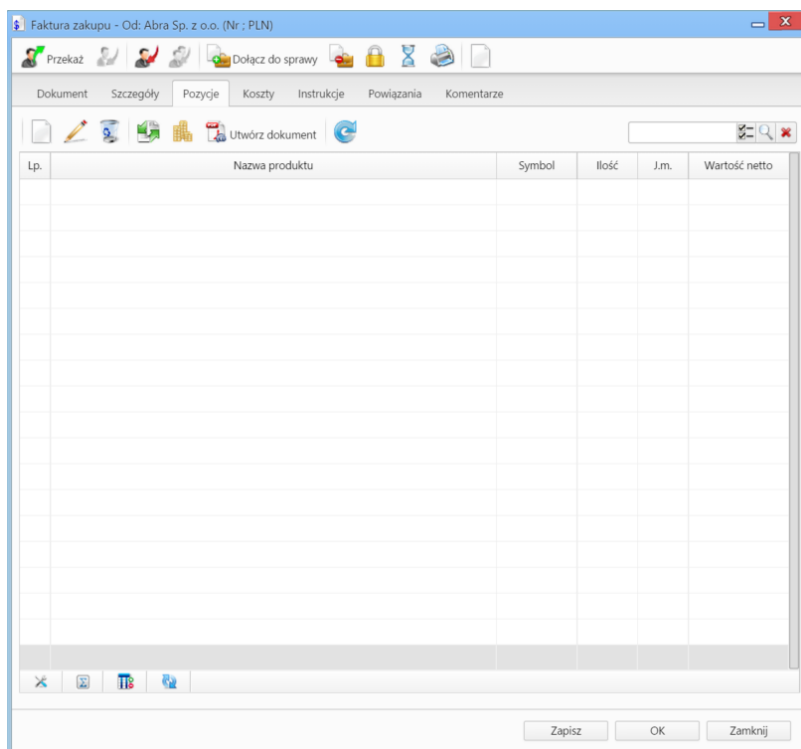 Faktura zakupu - Od: Abra Sp. z o.o. (Nr ; PLN)
Przekaż Dołącz do sprawy
Dokument Szczegóły Pozycje Koszty Instrukcje Powiązania Komentarze
Utwórz dokument
Lp. Nazwa produktu Symbol Ilość J.m. Wartość netto
Zapisz OK Zamknij